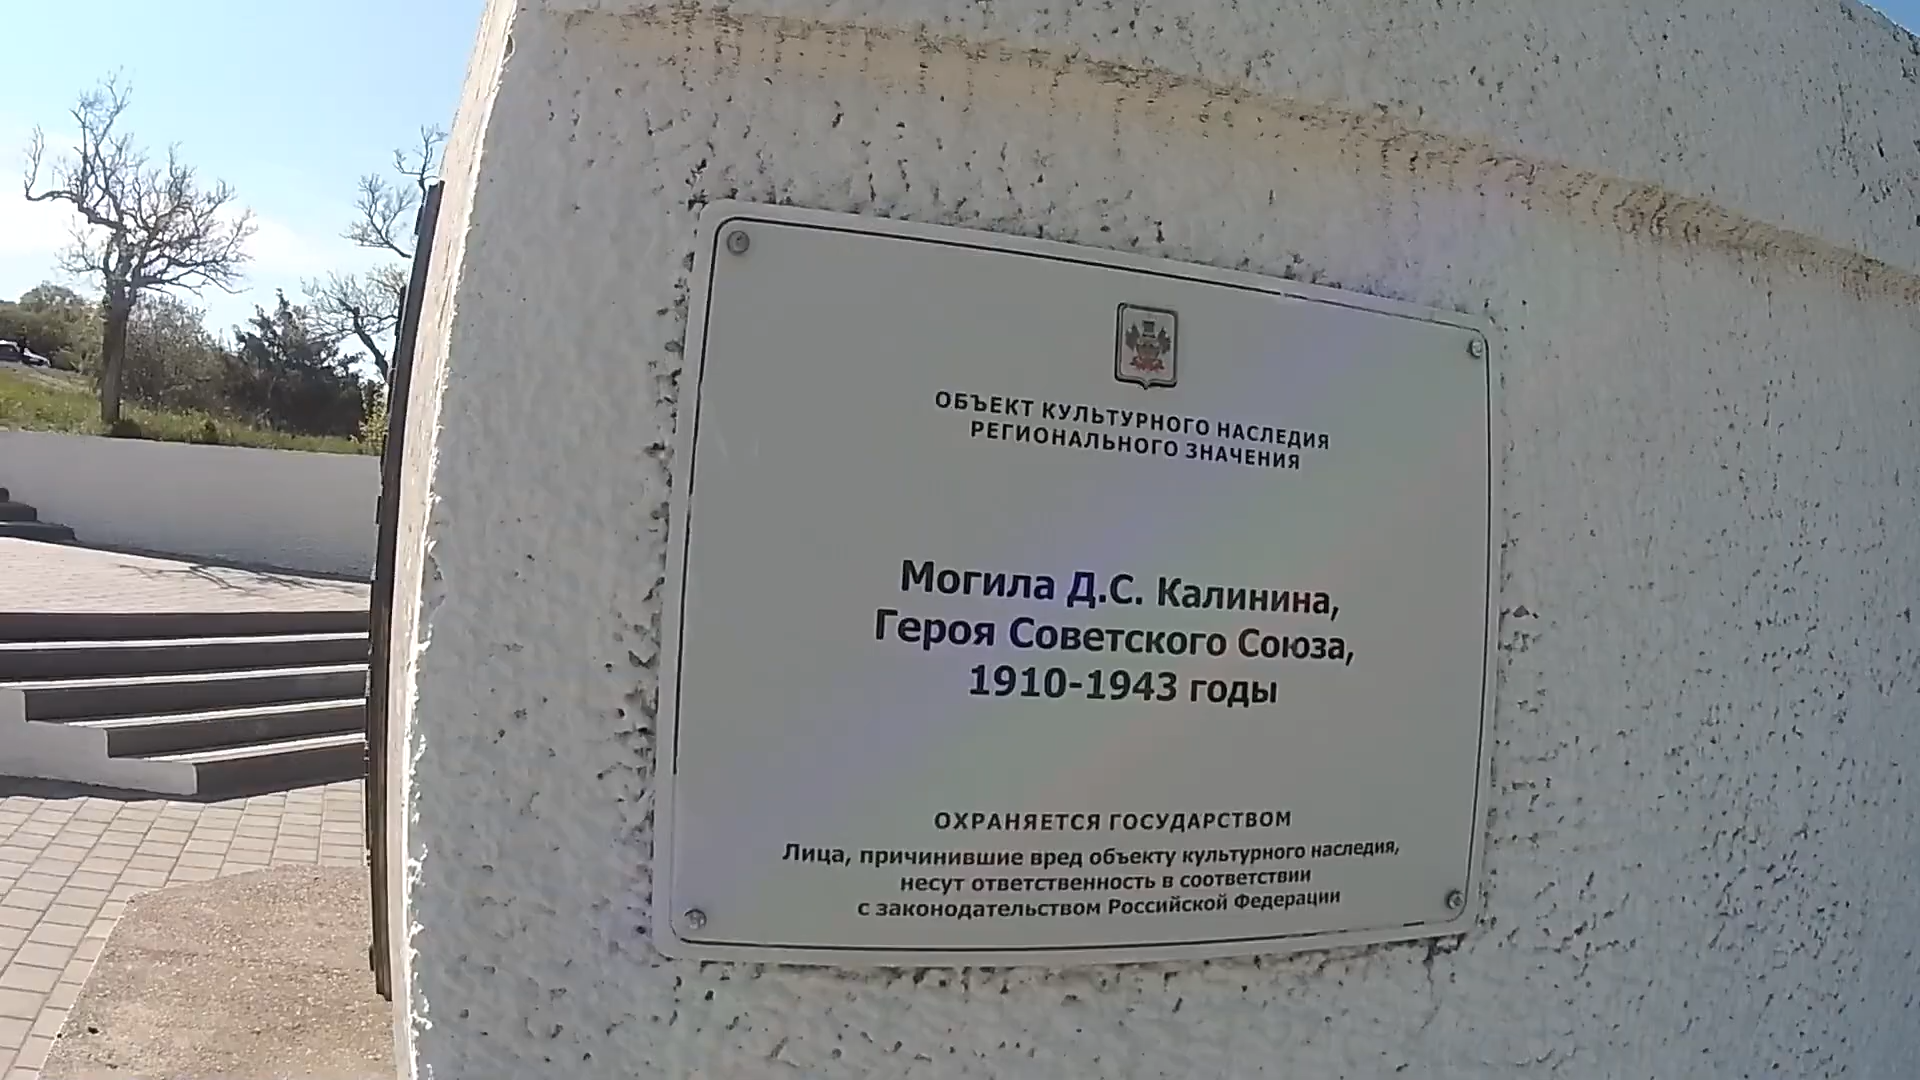 ОБЪЕКТ КУЛЬТУРНОГО НАСЛЕДИЯ
РЕГИОНАЛЬНОГО ЗНАЧЕНИЯ
Могила Д.С. Калинина,
Героя Советского Союза,
1910-1943 годы
ОХРАНЯЕТСЯ ГОСУДАРСТВОМ
Лица, причинившие вред объекту культурного наследия,
несут ответственность в соответствии
с законодательством Российской Федерации